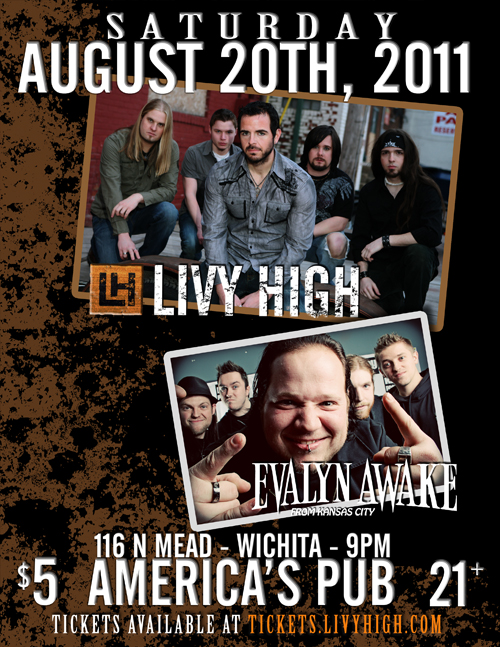 SATURDAY
AUGUST 20TH, 2011
LH LIVY HIGH
EVALYN AWAKE
FROM KANSAS CITY
116 N MEAD - WICHITA - 9PM
$5 AMERICA'S PUB 21+
TICKETS AVAILABLE AT TICKETS.LIVYHIGH.COM